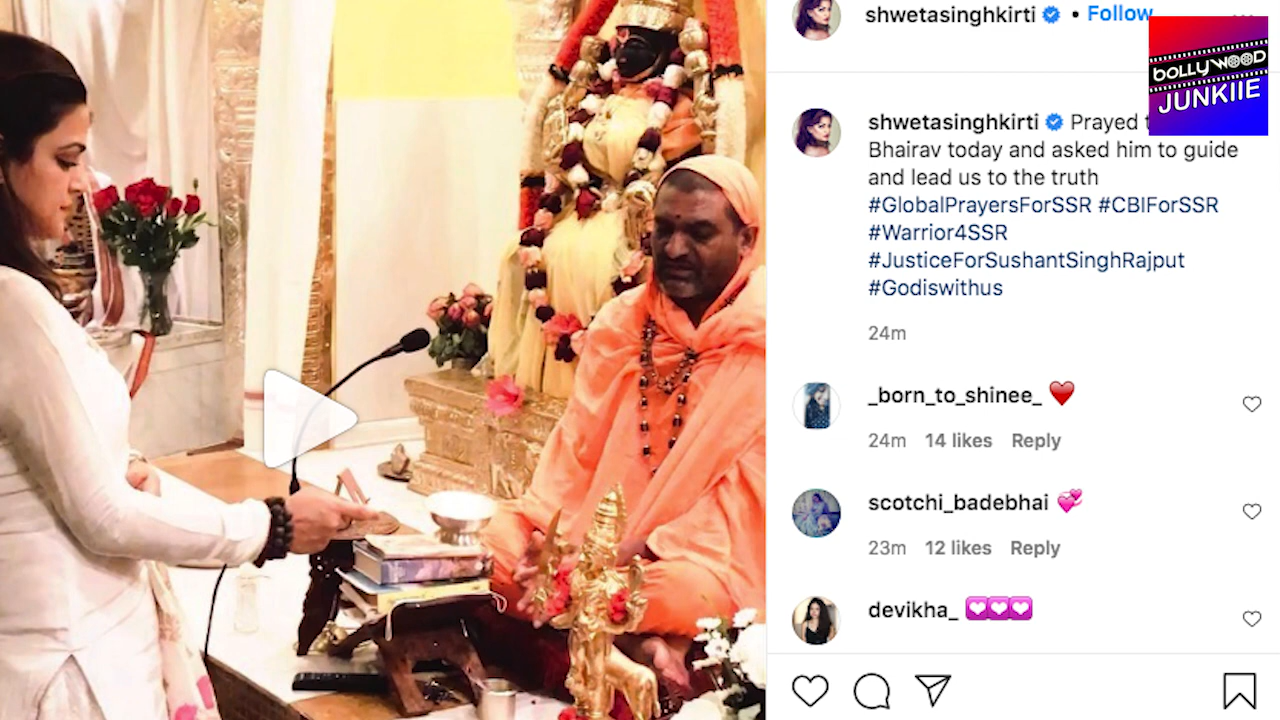 shwetasinghkirti • Follow
bollywood
JUNKIIE
shwetasinghkirti Prayed
Bhairav today and asked him to guide
and lead us to the truth
#GlobalPrayersForSSR #CBIForSSR
#Warrior4SSR
#JusticeForSushantSinghRajput
#Godiswithus
24m
_born_to_shinee_ ❤️
24m 14 likes Reply
scotchi_badebhai 💞
23m 12 likes Reply
devikha_ 💟💟💟